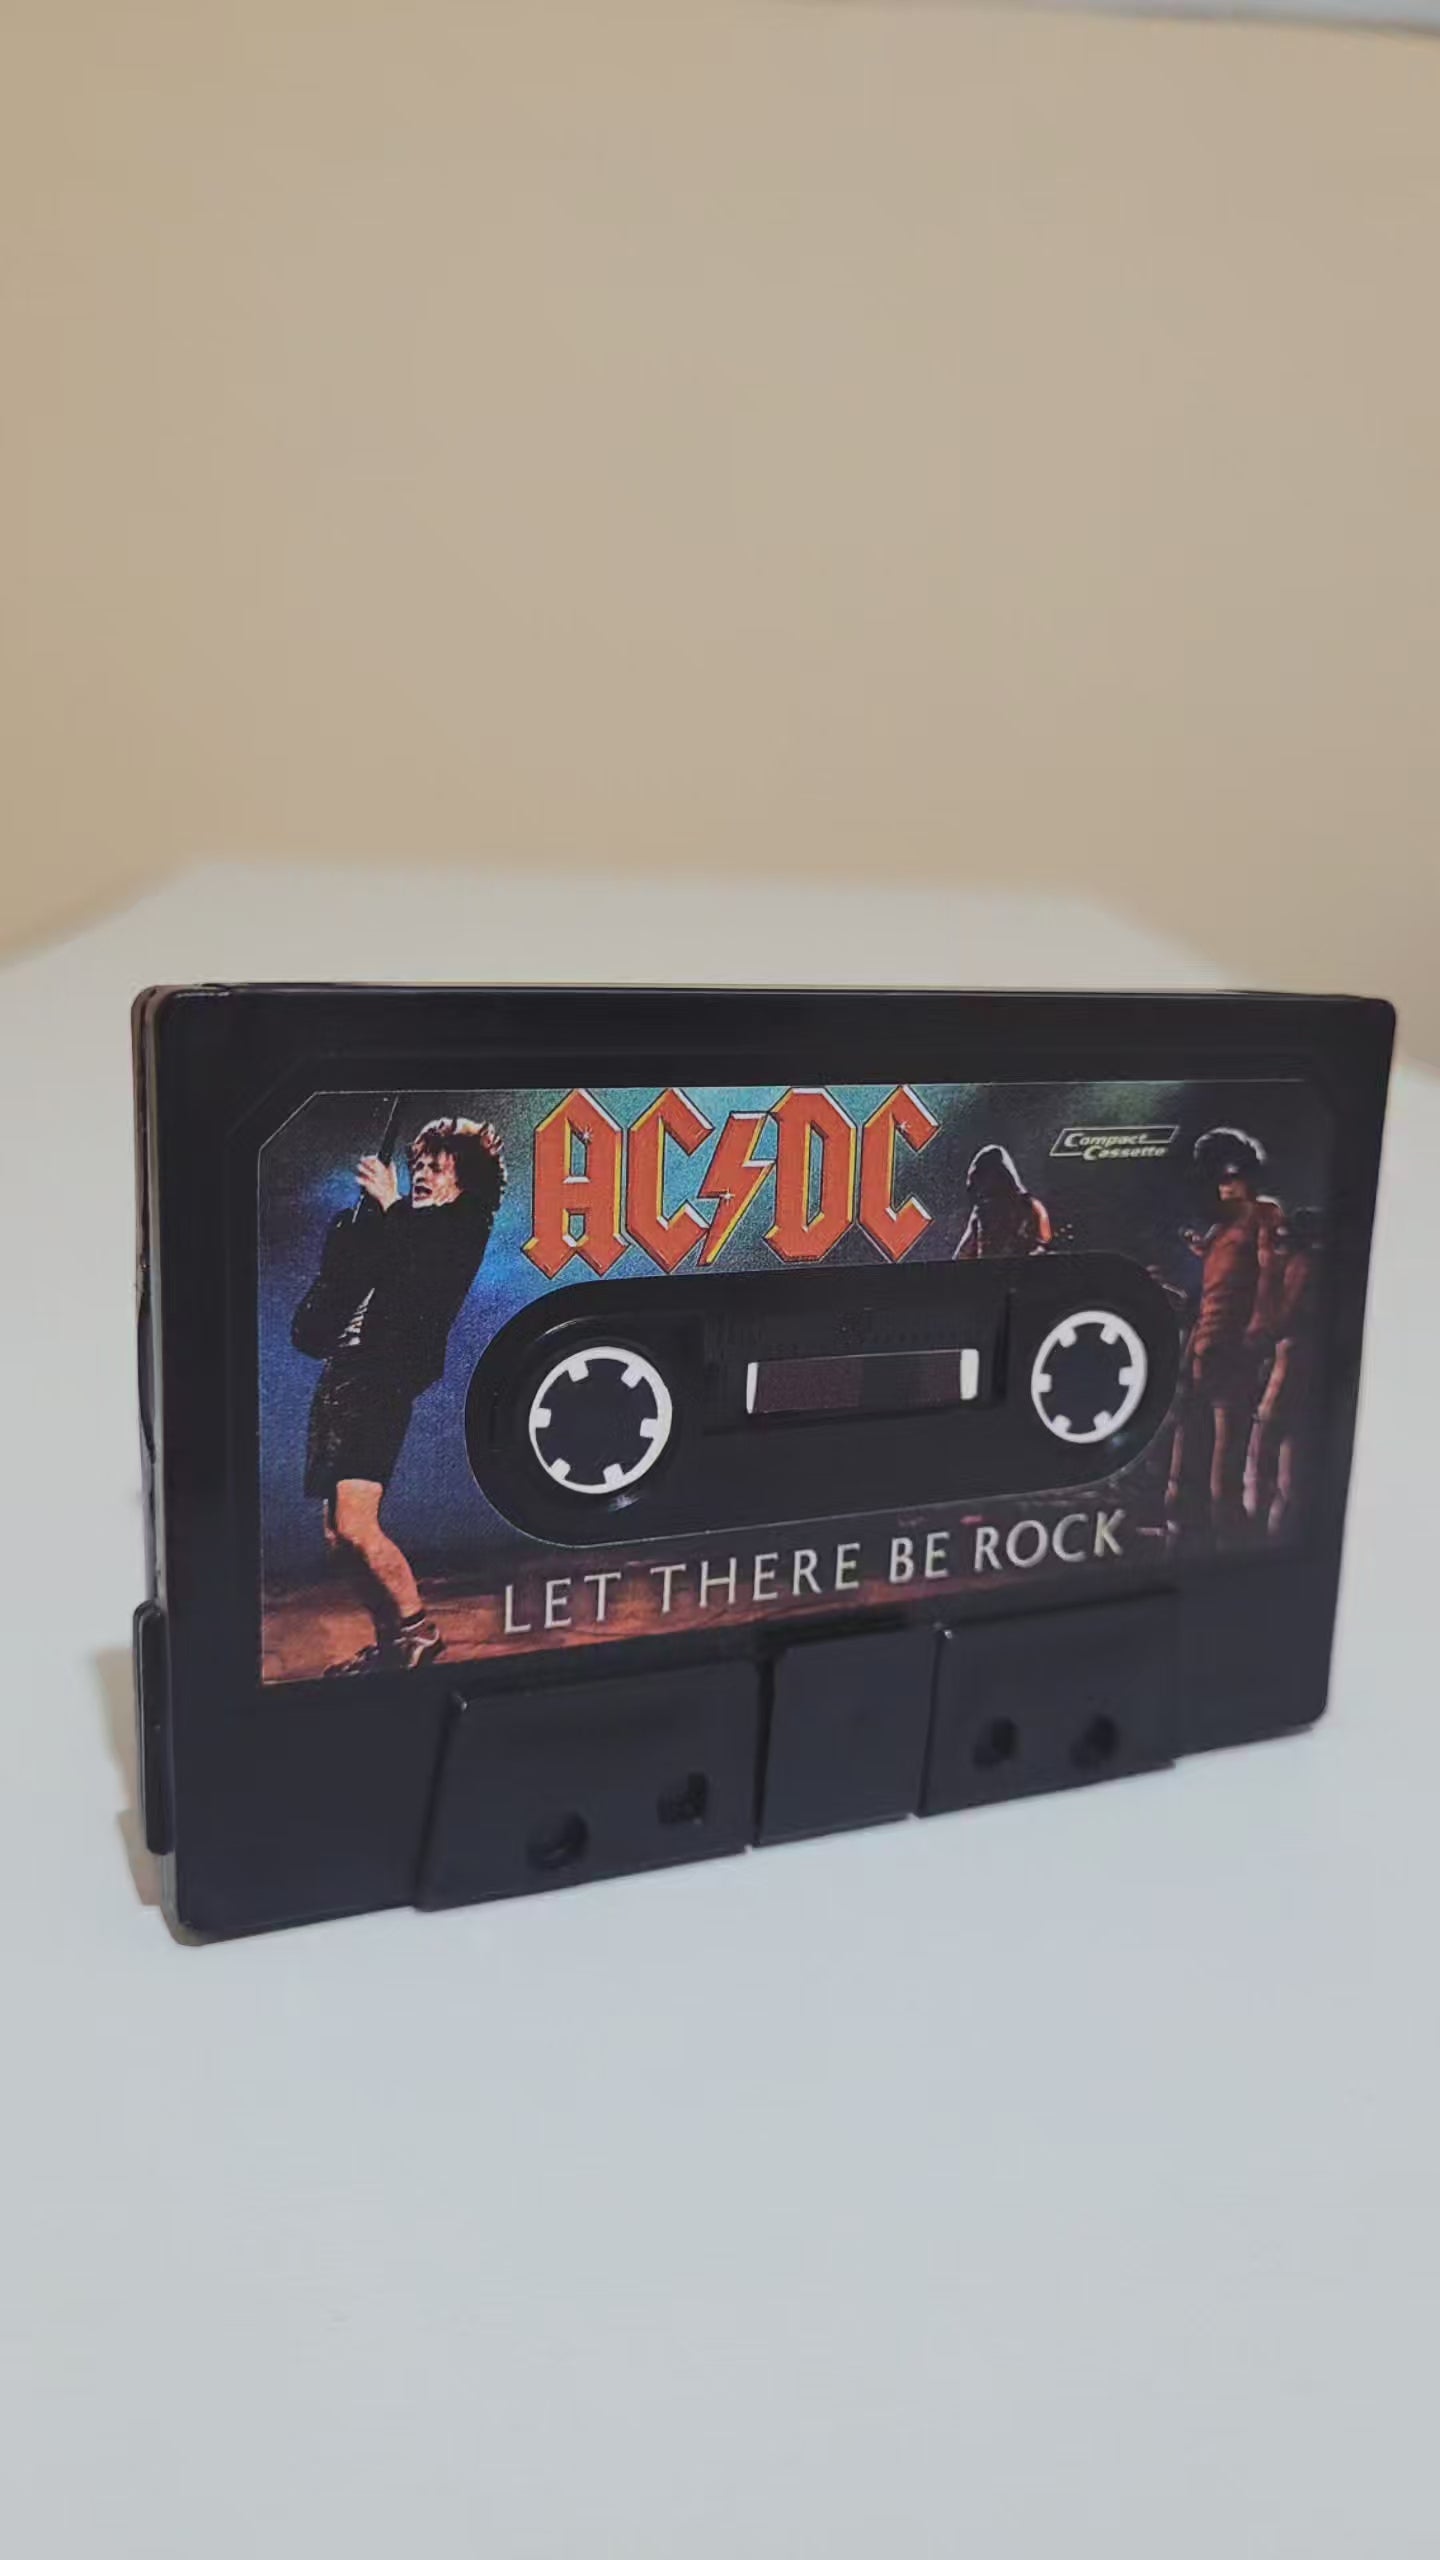 AC⚡DC
Compact
Cassette
LET THERE BE ROCK